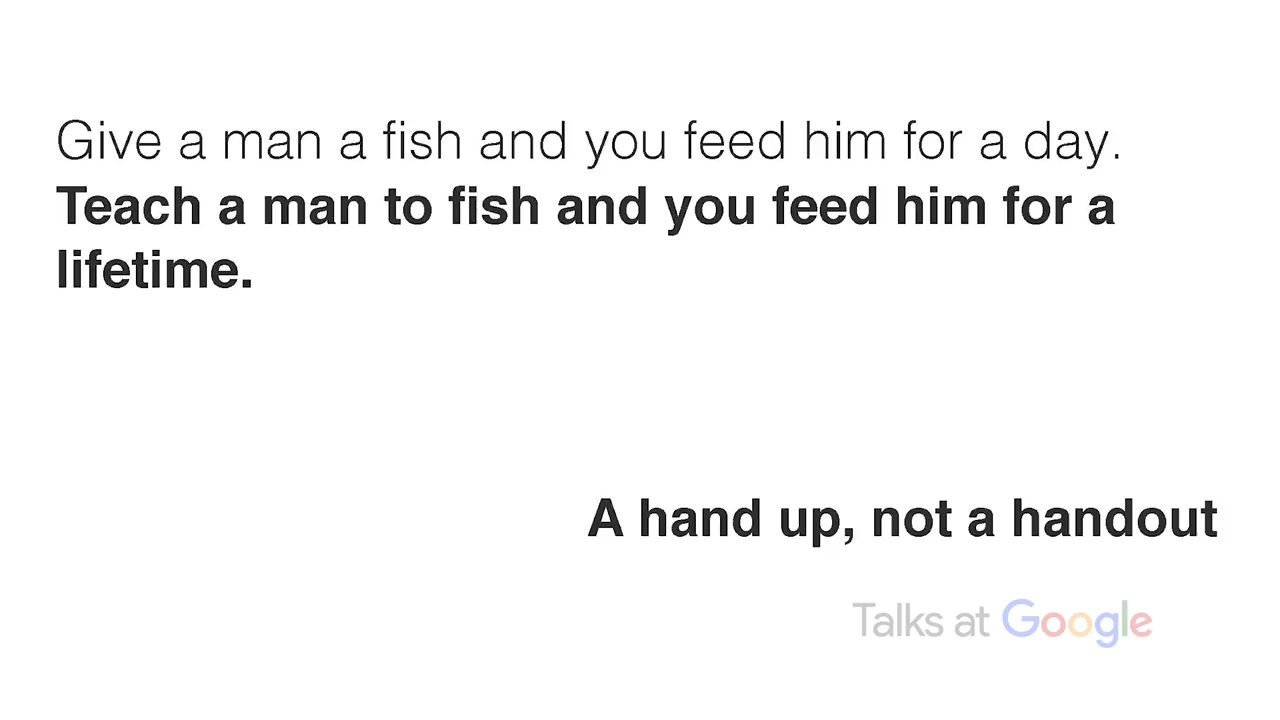 Give a man a fish and you feed him for a day.
Teach a man to fish and you feed him for a
lifetime.
A hand up, not a handout
Talks at Google